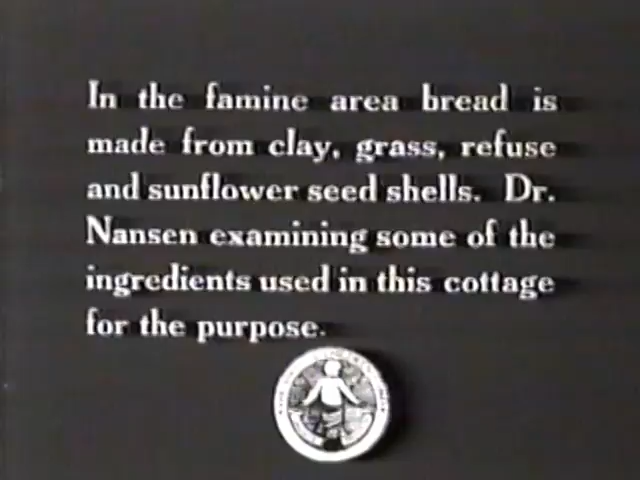 In the famine area bread is
made from clay, grass, refuse
and sunflower seed shells. Dr.
Nansen examining some of the
ingredients used in this cottage
for the purpose.